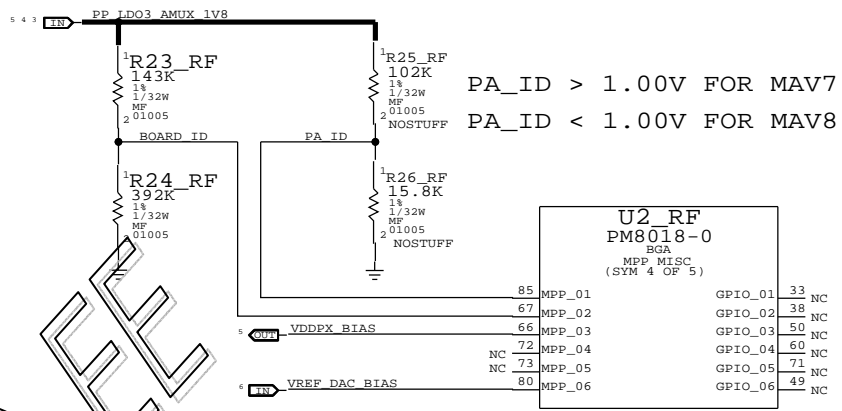 5 4 3 IN PP_LDO3_AMUX_1V8
1 R23_RF
143K
1%
1/32W
MF
2 01005
1 R25_RF
102K
1%
1/32W
MF
2 01005
NOSTUFF
PA_ID > 1.00V FOR MAV7
PA_ID < 1.00V FOR MAV8
BOARD_ID
PA_ID
1 R24_RF
392K
1%
1/32W
MF
2 01005
1 R26_RF
15.8K
1%
1/32W
MF
2 01005
NOSTUFF
U2_RF
PM8018-0
BGA
MPP MISC
(SYM 4 OF 5)
85 MPP_01 GPIO_01 33 NC
67 MPP_02 GPIO_02 38 NC
5 OUT VDDPX_BIAS 66 MPP_03 GPIO_03 50 NC
NC 72 MPP_04 GPIO_04 60 NC
NC 73 MPP_05 GPIO_05 71 NC
6 IN VREF_DAC_BIAS 80 MPP_06 GPIO_06 49 NC